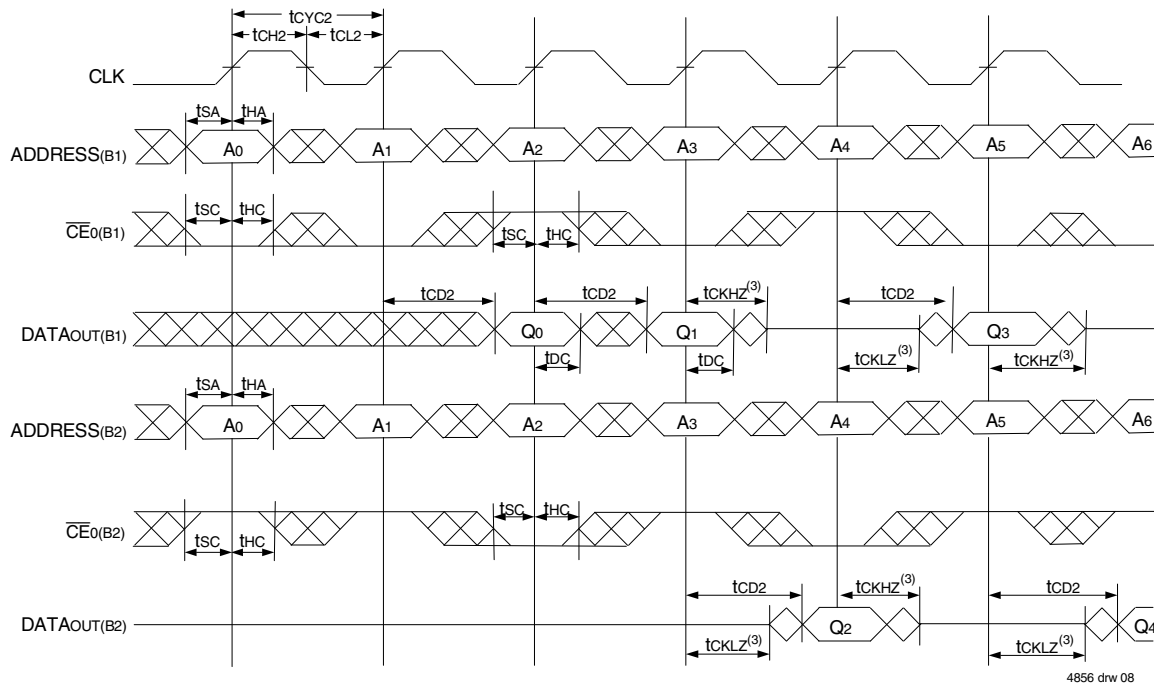 tCYC2
tCH2 tCL2
CLK
tSA tHA
ADDRESS(B1) A0 A1 A2 A3 A4 A5 A6
tSC tHC
CE0(B1)
tSC tHC
tCD2 tCD2 tCKHZ(3) tCD2
DATAOUT(B1) Q0 Q1 Q3
tDC tDC tCKLZ(3) tCKHZ(3)
tSA tHA
ADDRESS(B2) A0 A1 A2 A3 A4 A5 A6
tSC tHC
CE0(B2)
tSC tHC
tCD2 tCKHZ(3) tCD2
DATAOUT(B2) Q2 Q4
tCKLZ(3) tCKLZ(3)
4856 drw 08